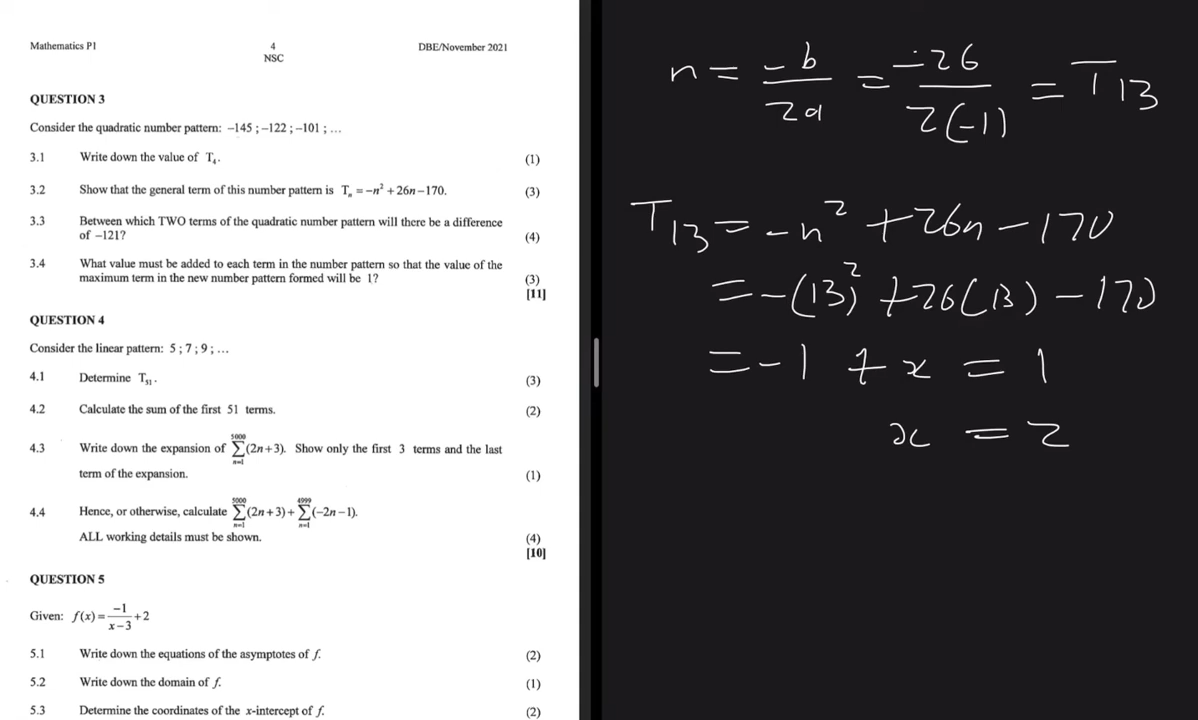 Mathematics P1
4
NSC
DBE/November 2021
QUESTION 3
Consider the quadratic number pattern: −145 ; −122 ; −101 ; …
3.1 Write down the value of T₄. (1)
3.2 Show that the general term of this number pattern is Tₙ = −n² + 26n − 170. (3)
3.3 Between which TWO terms of the quadratic number pattern will there be a difference
of −121? (4)
3.4 What value must be added to each term in the number pattern so that the value of the
maximum term in the new number pattern formed will be 1? (3)
[11]
QUESTION 4
Consider the linear pattern: 5 ; 7 ; 9 ; …
4.1 Determine T₅₁. (3)
4.2 Calculate the sum of the first 51 terms. (2)
4.3 Write down the expansion of ∑_{n=1}^{5000} (2n+3). Show only the first 3 terms and the last
term of the expansion. (1)
4.4 Hence, or otherwise, calculate ∑_{n=1}^{5000} (2n+3) + ∑_{n=1}^{4999} (−2n−1).
ALL working details must be shown. (4)
[10]
QUESTION 5
Given: f(x) = −1/(x−3) + 2
5.1 Write down the equations of the asymptotes of f. (2)
5.2 Write down the domain of f. (1)
5.3 Determine the coordinates of the x-intercept of f. (2)
n = −b/2a = −26/2(−1) = T₁₃
T₁₃ = −n² + 26n − 170
= −(13)² + 26(13) − 170
= −1 + x = 1
x = 2